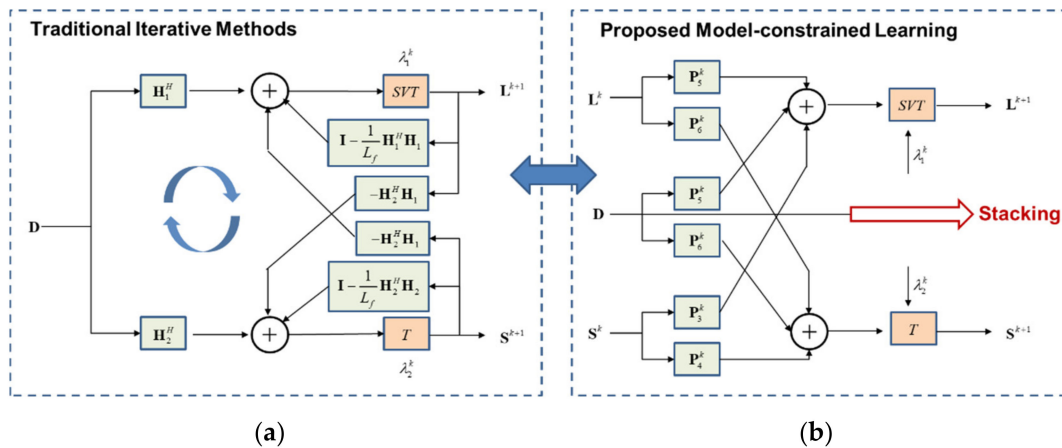 Traditional Iterative Methods
λ₁ᵏ
H₁ᴴ
+
SVT
Lᵏ⁺¹
I − 1/L_f H₁ᴴH₁
−H₂ᴴH₁
D
−H₂ᴴH₁
I − 1/L_f H₂ᴴH₂
H₂ᴴ
+
T
Sᵏ⁺¹
λ₂ᵏ
(a)
Proposed Model-constrained Learning
P₅ᵏ
Lᵏ
+
SVT
Lᵏ⁺¹
P₆ᵏ
λ₁ᵏ
P₅ᵏ
D
Stacking
P₆ᵏ
λ₂ᵏ
P₃ᵏ
Sᵏ
+
T
Sᵏ⁺¹
P₄ᵏ
(b)